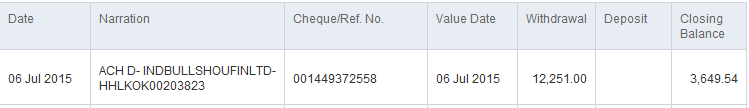 Date Narration Cheque/Ref. No. Value Date Withdrawal Deposit Closing
Balance
06 Jul 2015 ACH D- INDBULLSHOUFINLTD- 001449372558 06 Jul 2015 12,251.00 3,649.54
HHLKOK00203823